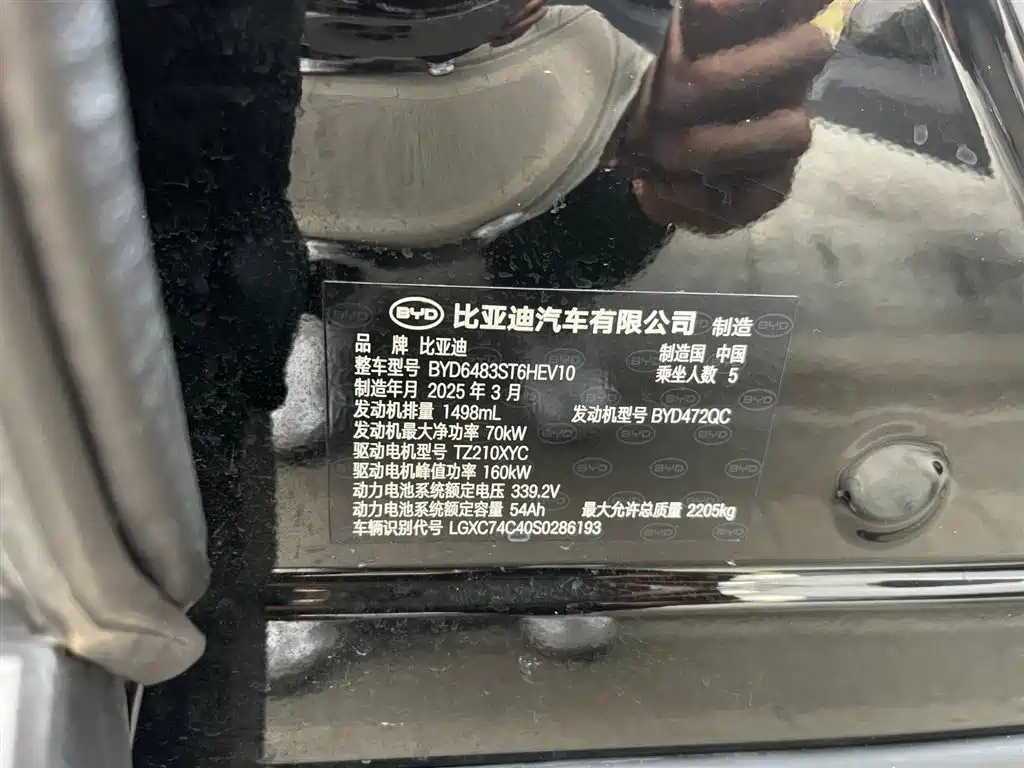 BYD 比亚迪汽车有限公司 制造
品 牌 比亚迪 制造国 中国
整车型号 BYD6483ST6HEV10 乘坐人数 5
制造年月 2025 年 3 月
发动机排量 1498mL 发动机型号 BYD472QC
发动机最大净功率 70kW
驱动电机型号 TZ210XYC
驱动电机峰值功率 160kW
动力电池系统额定电压 339.2V
动力电池系统额定容量 54Ah 最大允许总质量 2205kg
车辆识别代号 LGXC74C40S0286193